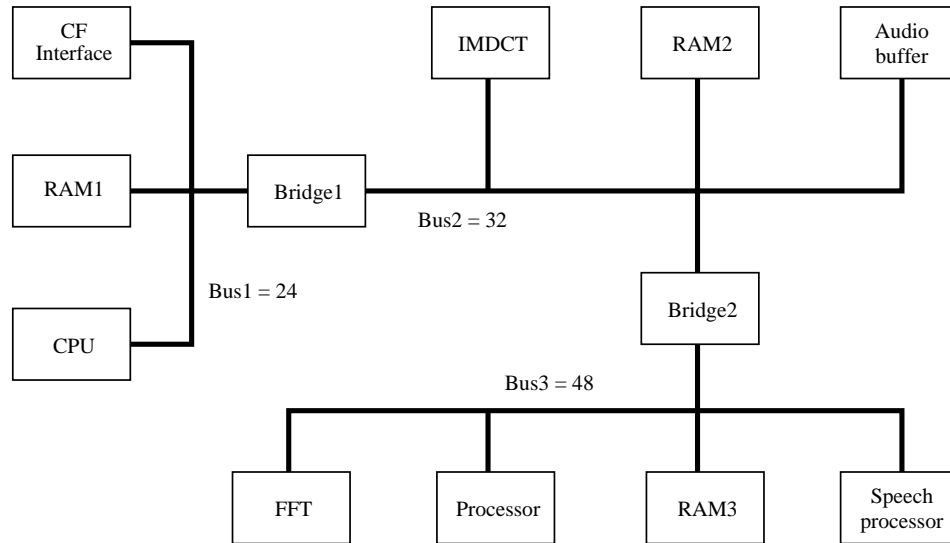 CF
Interface
IMDCT
RAM2
Audio
buffer
RAM1
Bridge1
Bus2 = 32
Bus1 = 24
Bridge2
CPU
Bus3 = 48
FFT
Processor
RAM3
Speech
processor